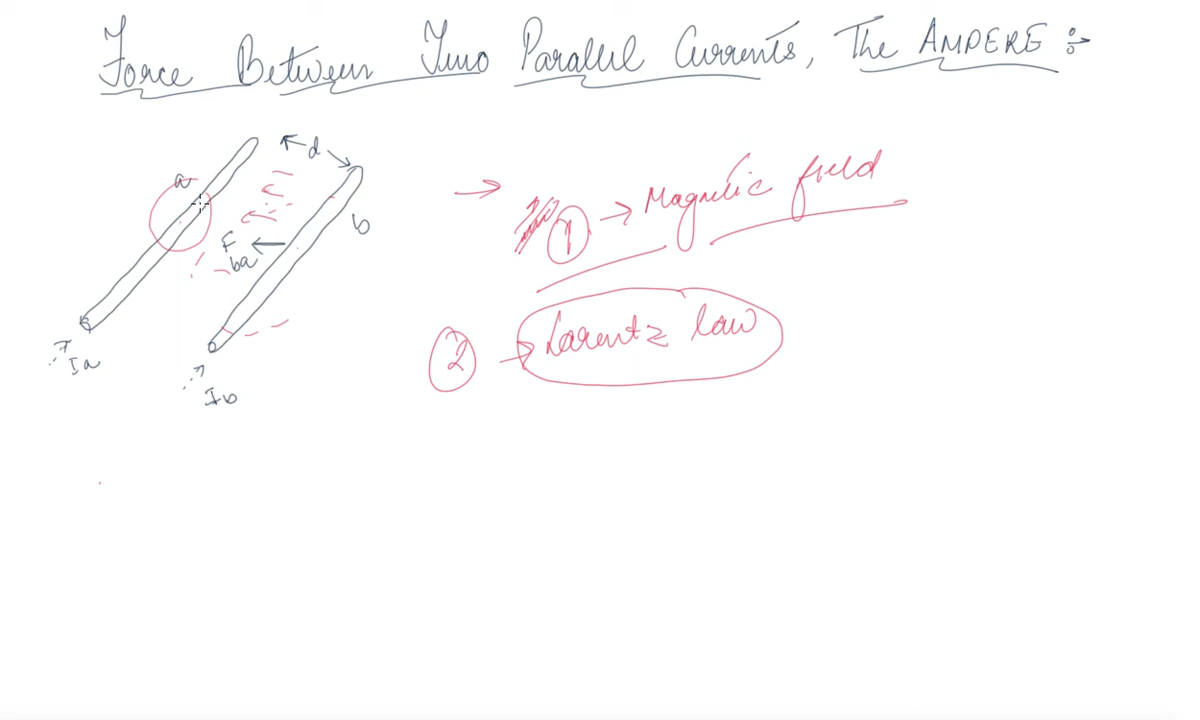 Force Between Two Parallel Currents, The AMPERE :-
d
a
b
F
ba
Ia
Ib
① → Magnetic field
② → Lorentz law